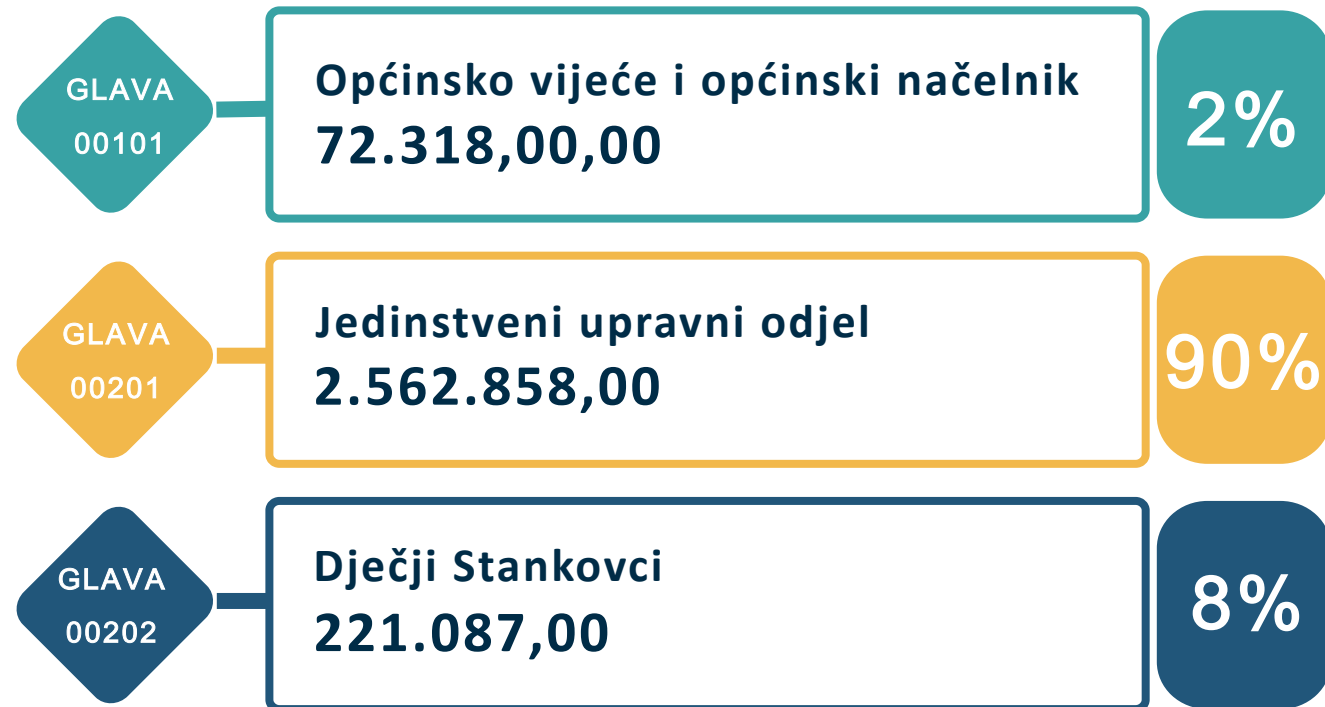 GLAVA
00101
Općinsko vijeće i općinski načelnik
72.318,00,00
2%
GLAVA
00201
Jedinstveni upravni odjel
2.562.858,00
90%
GLAVA
00202
Dječji Stankovci
221.087,00
8%